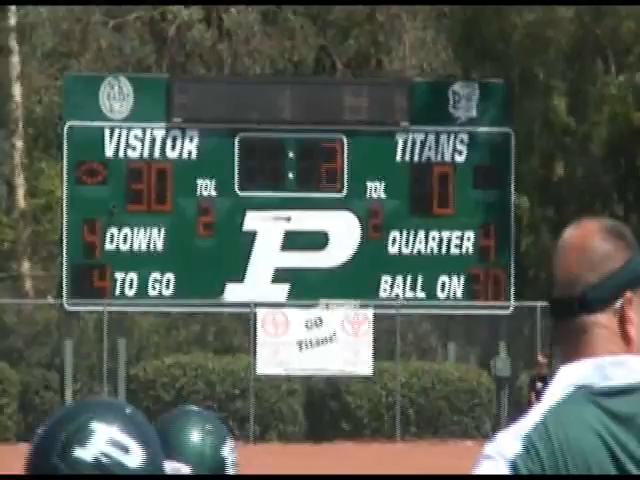 VISITOR : 3 TITANS
30 TOL 2 TOL 2 0
4 DOWN P QUARTER 4
4 TO GO BALL ON 30
GO
Titans!
P